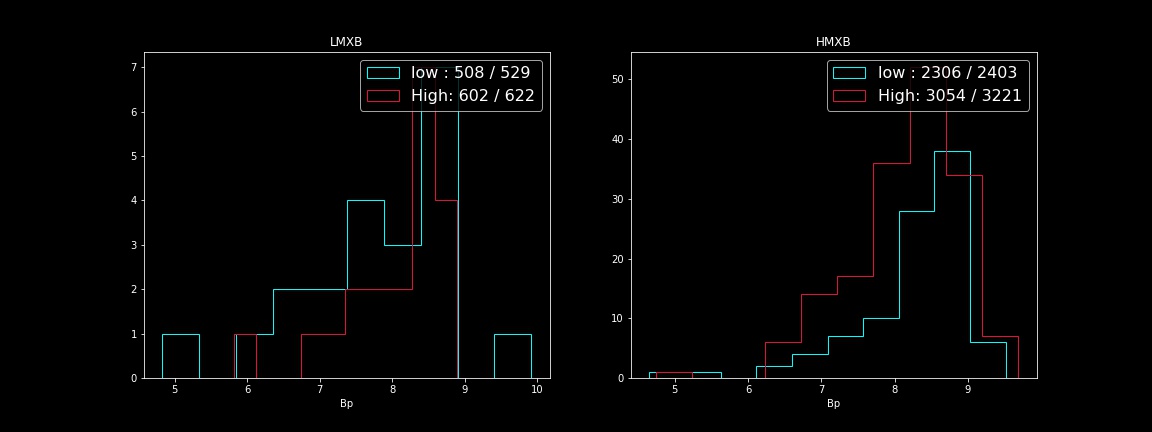 LMXB
low : 508 / 529
High: 602 / 622
7
6
5
4
3
2
1
0
5 6 7 8 9 10
Bp
HMXB
low : 2306 / 2403
High: 3054 / 3221
50
40
30
20
10
0
5 6 7 8 9
Bp